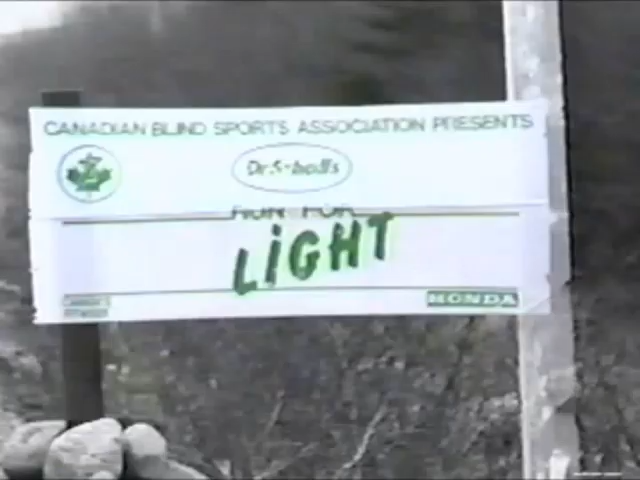 CANADIAN BLIND SPORTS ASSOCIATION PRESENTS
Dr. Scholl's
RUN FOR
LiGHT
HONDA